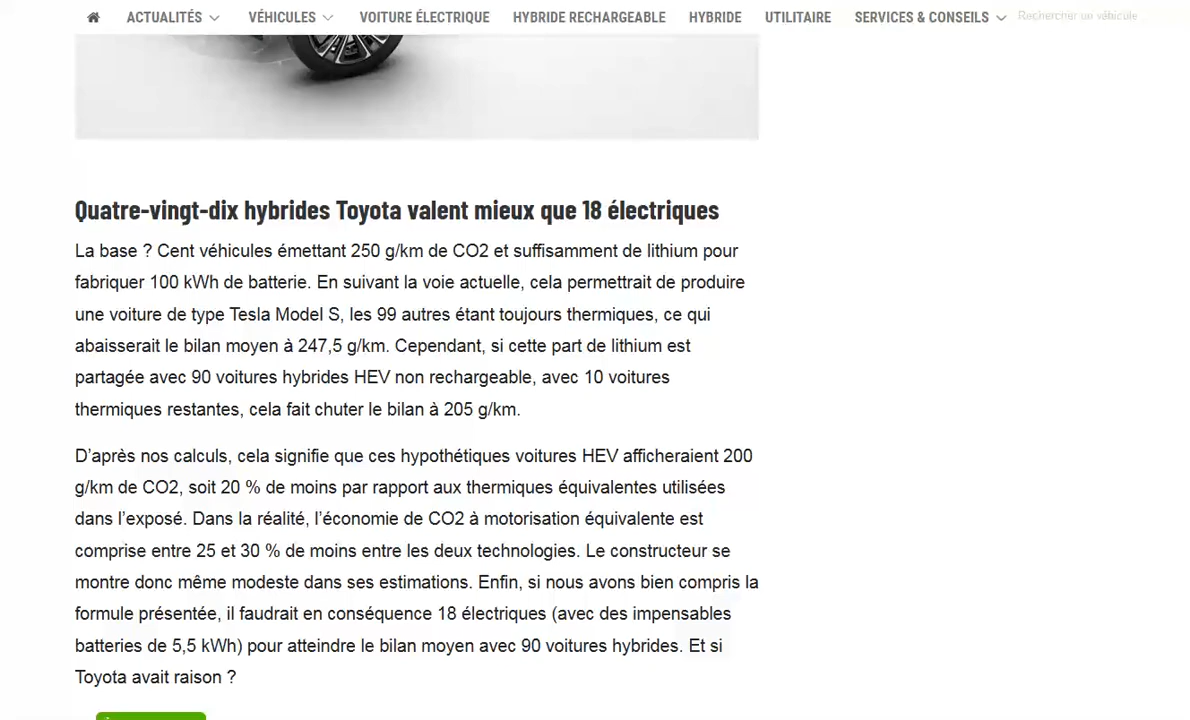 ACTUALITÉS VÉHICULES VOITURE ÉLECTRIQUE HYBRIDE RECHARGEABLE HYBRIDE UTILITAIRE SERVICES & CONSEILS Rechercher un véhicule
Quatre-vingt-dix hybrides Toyota valent mieux que 18 électriques
La base ? Cent véhicules émettant 250 g/km de CO2 et suffisamment de lithium pour
fabriquer 100 kWh de batterie. En suivant la voie actuelle, cela permettrait de produire
une voiture de type Tesla Model S, les 99 autres étant toujours thermiques, ce qui
abaisserait le bilan moyen à 247,5 g/km. Cependant, si cette part de lithium est
partagée avec 90 voitures hybrides HEV non rechargeable, avec 10 voitures
thermiques restantes, cela fait chuter le bilan à 205 g/km.
D'après nos calculs, cela signifie que ces hypothétiques voitures HEV afficheraient 200
g/km de CO2, soit 20 % de moins par rapport aux thermiques équivalentes utilisées
dans l'exposé. Dans la réalité, l'économie de CO2 à motorisation équivalente est
comprise entre 25 et 30 % de moins entre les deux technologies. Le constructeur se
montre donc même modeste dans ses estimations. Enfin, si nous avons bien compris la
formule présentée, il faudrait en conséquence 18 électriques (avec des impensables
batteries de 5,5 kWh) pour atteindre le bilan moyen avec 90 voitures hybrides. Et si
Toyota avait raison ?